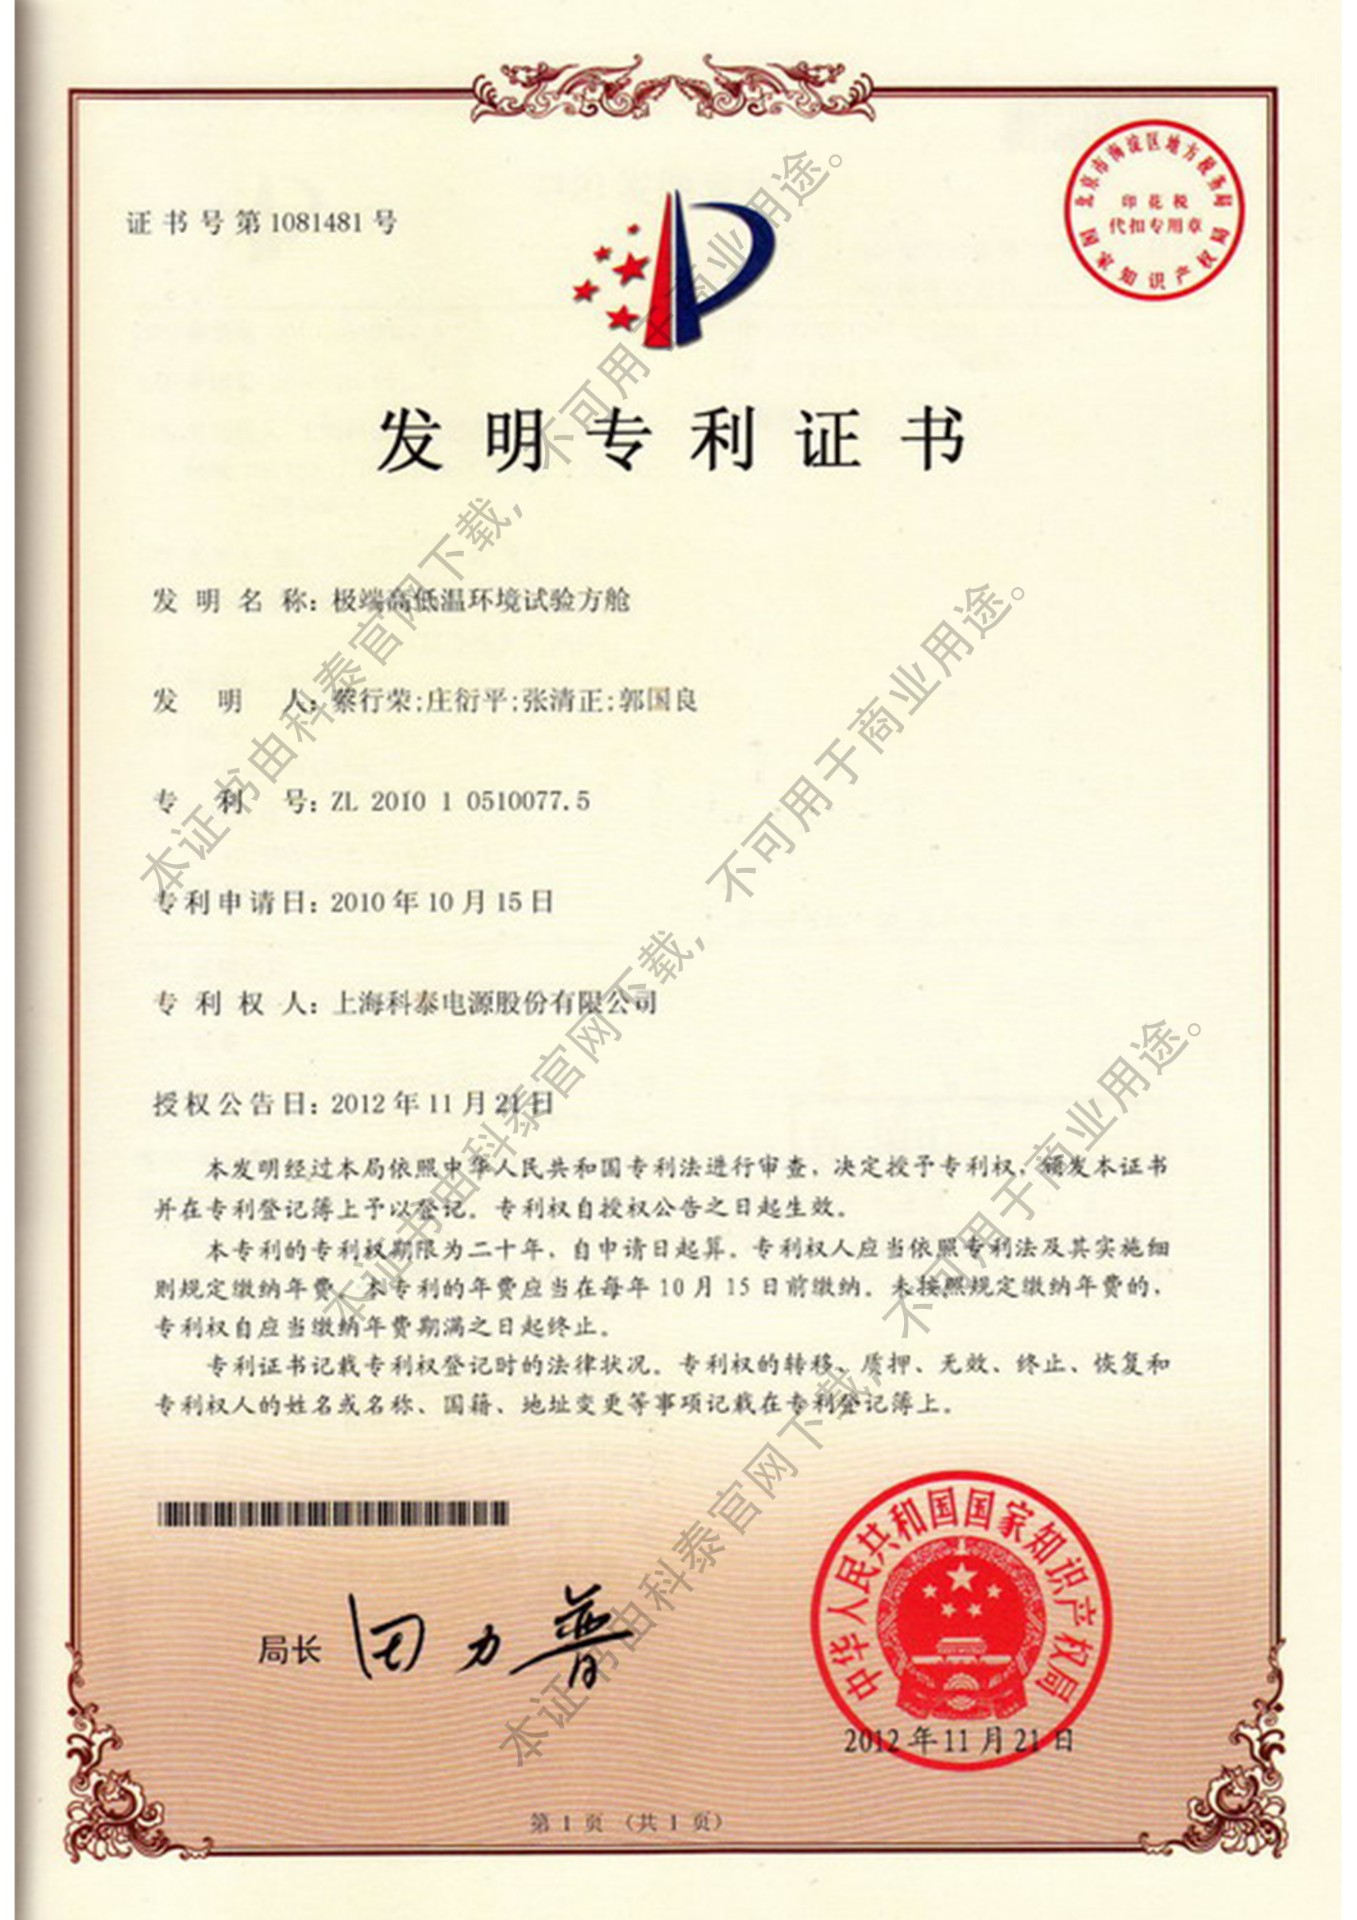 证书号第1081481号
北京市海淀区地方税务局
印花税
代扣专用章
国家知识产权局
发明专利证书
发明名称：极端高低温环境试验方舱
发明人：蔡行荣;庄衍平;张清正;郭国良
专利号：ZL 2010 1 0510077.5
专利申请日：2010年10月15日
专利权人：上海科泰电源股份有限公司
授权公告日：2012年11月21日
本发明经过本局依照中华人民共和国专利法进行审查，决定授予专利权，颁发本证书
并在专利登记簿上予以登记。专利权自授权公告之日起生效。
本专利的专利权期限为二十年，自申请日起算。专利权人应当依照专利法及其实施细
则规定缴纳年费。本专利的年费应当在每年10月15日前缴纳。未按照规定缴纳年费的，
专利权自应当缴纳年费期满之日起终止。
专利证书记载专利权登记时的法律状况。专利权的转移、质押、无效、终止、恢复和
专利权人的姓名或名称、国籍、地址变更等事项记载在专利登记簿上。
局长 田力普
中华人民共和国国家知识产权局
2012年11月21日
第1页（共1页）
本证书由科泰官网下载，不可用于商业用途。
本证书由科泰官网下载，不可用于商业用途。
本证书由科泰官网下载，不可用于商业用途。